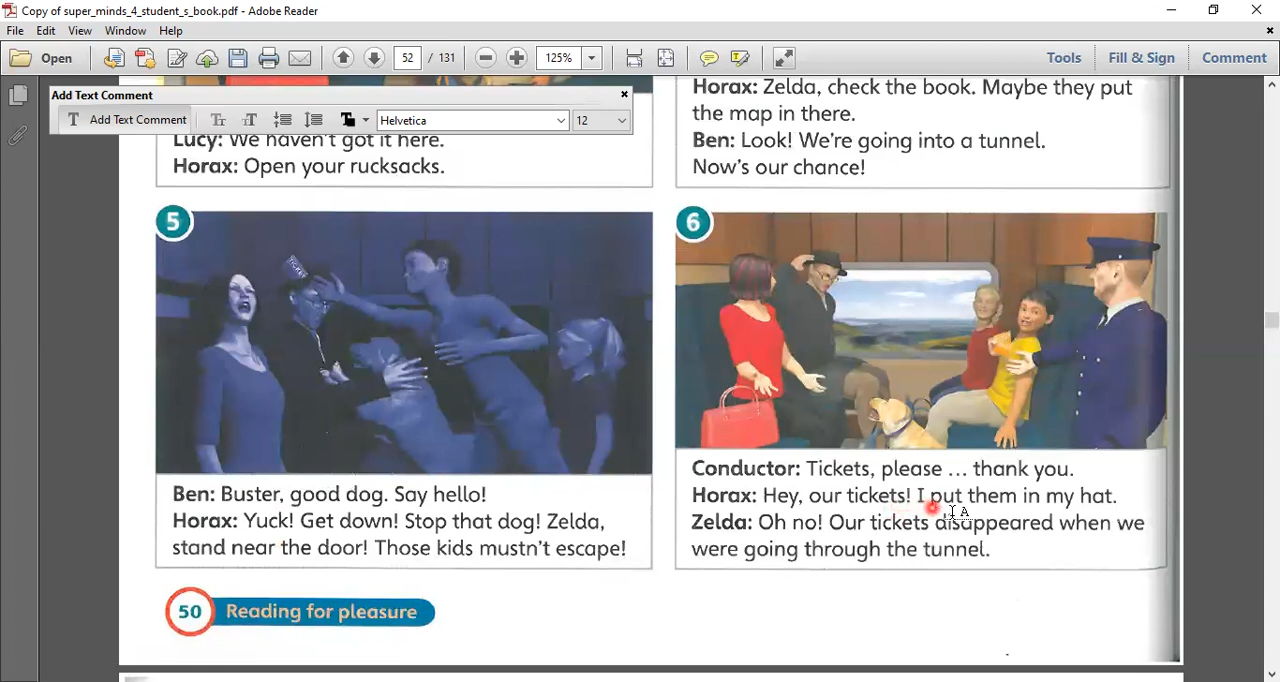 Copy of super_minds_4_student_s_book.pdf - Adobe Reader
File Edit View Window Help
Open 52 / 131 125% Tools Fill & Sign Comment
Add Text Comment
T Add Text Comment Helvetica 12
Lucy: We haven't got it here.
Horax: Open your rucksacks.
Horax: Zelda, check the book. Maybe they put
the map in there.
Ben: Look! We're going into a tunnel.
Now's our chance!
5
Ben: Buster, good dog. Say hello!
Horax: Yuck! Get down! Stop that dog! Zelda,
stand near the door! Those kids mustn't escape!
6
Conductor: Tickets, please ... thank you.
Horax: Hey, our tickets! I put them in my hat.
Zelda: Oh no! Our tickets disappeared when we
were going through the tunnel.
50 Reading for pleasure